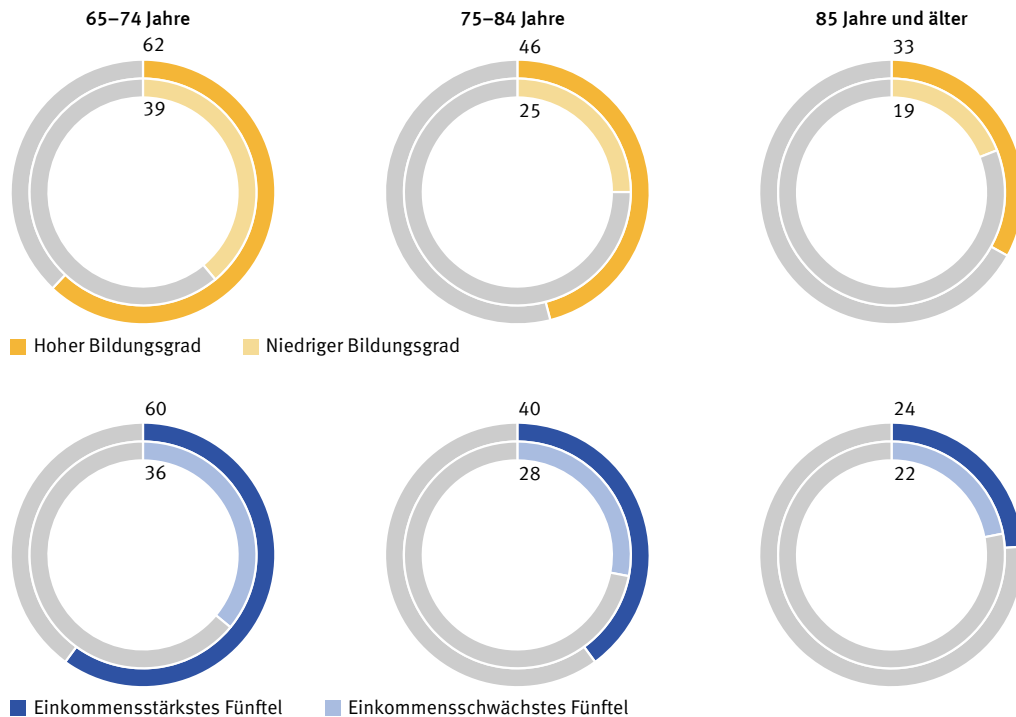 65–74 Jahre 75–84 Jahre 85 Jahre und älter
62 46 33
39 25 19
Hoher Bildungsgrad Niedriger Bildungsgrad
60 40 24
36 28 22
Einkommensstärkstes Fünftel Einkommensschwächstes Fünftel